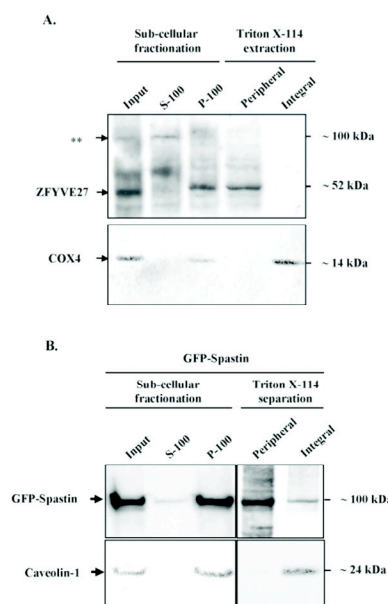 A.
Sub-cellular fractionation
Triton X-114 extraction
Input
S-100
P-100
Peripheral
Integral
**
~ 100 kDa
ZFYVE27
~ 52 kDa
COX4
~ 14 kDa
B.
GFP-Spastin
Sub-cellular fractionation
Triton X-114 separation
Input
S-100
P-100
Peripheral
Integral
GFP-Spastin
~ 100 kDa
Caveolin-1
~ 24 kDa